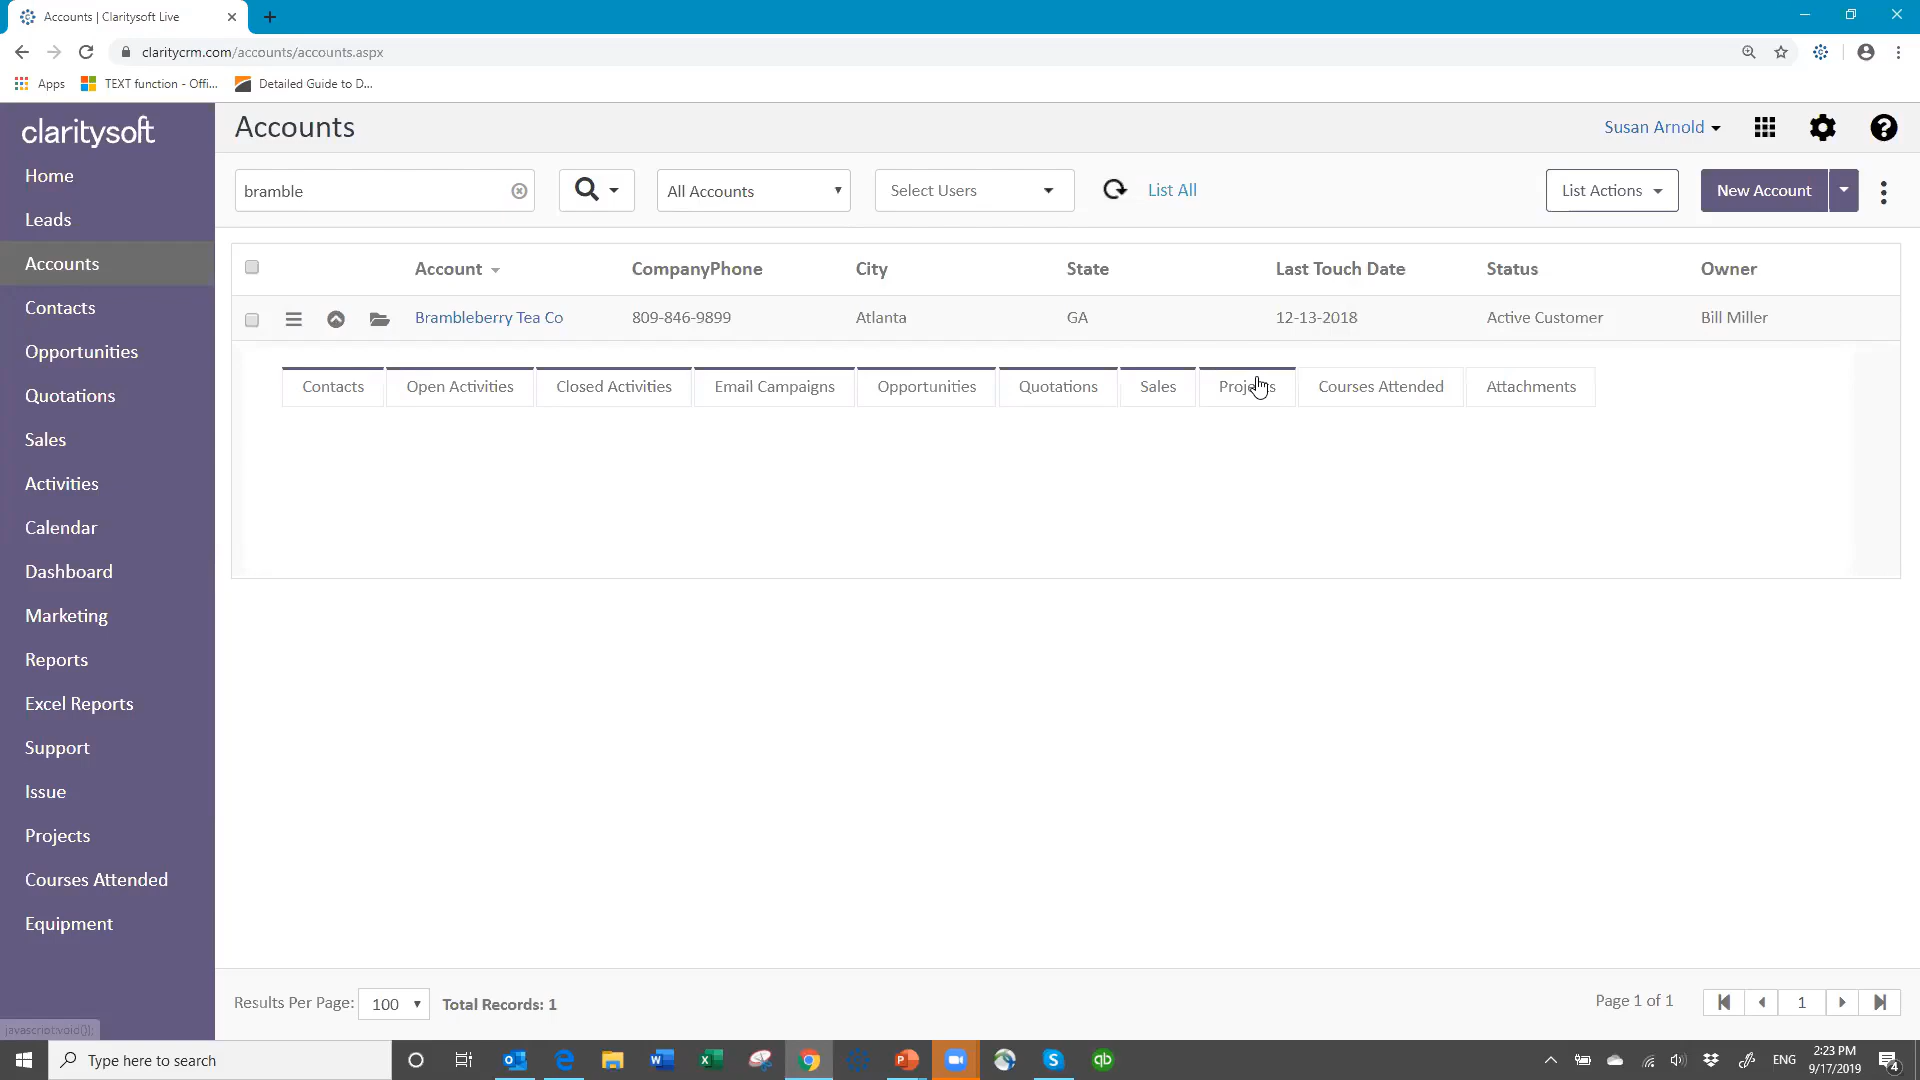 Accounts | Claritysoft Live
claritycrm.com/accounts/accounts.aspx
Apps
TEXT function - Offi...
Detailed Guide to D...
claritysoft
Home
Leads
Accounts
Contacts
Opportunities
Quotations
Sales
Activities
Calendar
Dashboard
Marketing
Reports
Excel Reports
Support
Issue
Projects
Courses Attended
Equipment
javascript:void(0);
Accounts
Susan Arnold
bramble
All Accounts
Select Users
List All
List Actions
New Account
Account CompanyPhone City State Last Touch Date Status Owner
Brambleberry Tea Co 809-846-9899 Atlanta GA 12-13-2018 Active Customer Bill Miller
Contacts Open Activities Closed Activities Email Campaigns Opportunities Quotations Sales Projects Courses Attended Attachments
Results Per Page: 100 Total Records: 1
Page 1 of 1
1
Type here to search
ENG
2:23 PM
9/17/2019
4